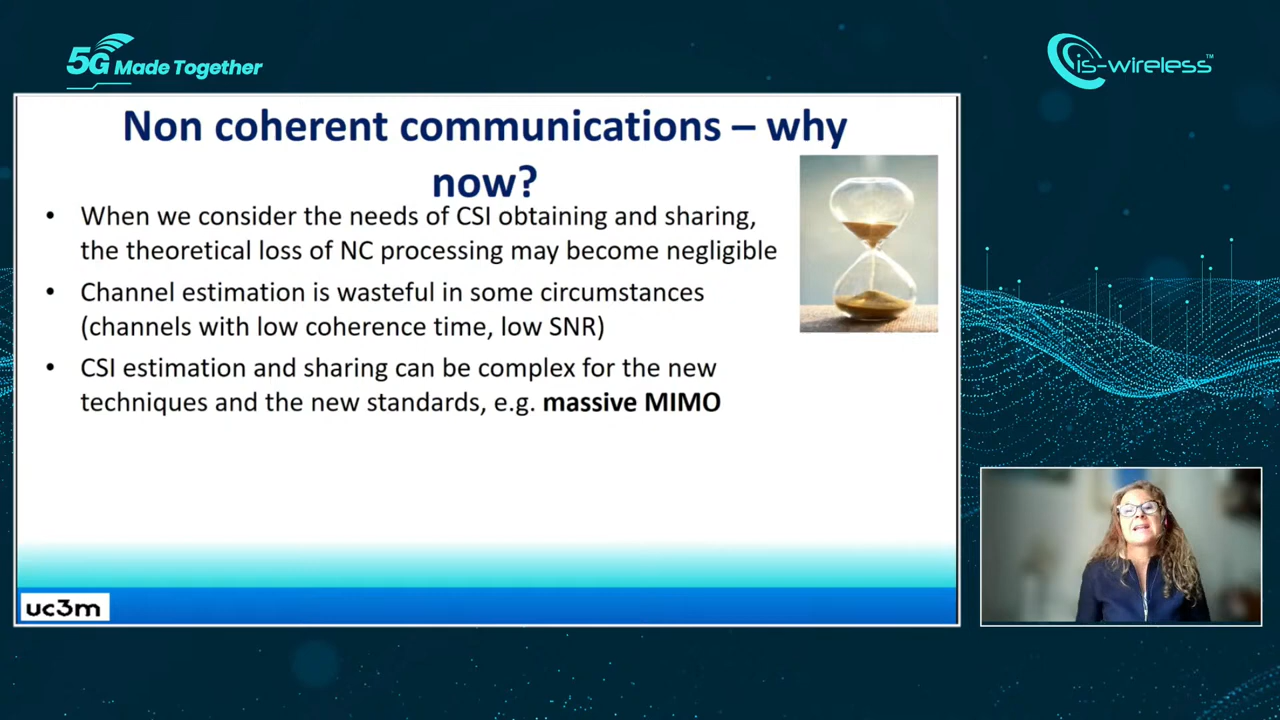 5G Made Together
is-wireless™
Non coherent communications – why
now?
• When we consider the needs of CSI obtaining and sharing,
the theoretical loss of NC processing may become negligible
• Channel estimation is wasteful in some circumstances
(channels with low coherence time, low SNR)
• CSI estimation and sharing can be complex for the new
techniques and the new standards, e.g. massive MIMO
uc3m